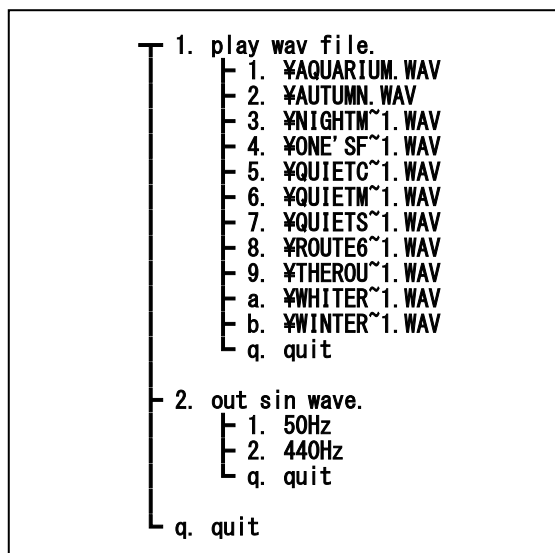 1. play wav file.
1. ¥AQUARIUM.WAV
2. ¥AUTUMN.WAV
3. ¥NIGHTM~1.WAV
4. ¥ONE'SF~1.WAV
5. ¥QUIETC~1.WAV
6. ¥QUIETM~1.WAV
7. ¥QUIETS~1.WAV
8. ¥ROUTE6~1.WAV
9. ¥THEROU~1.WAV
a. ¥WHITER~1.WAV
b. ¥WINTER~1.WAV
q. quit
2. out sin wave.
1. 50Hz
2. 440Hz
q. quit
q. quit